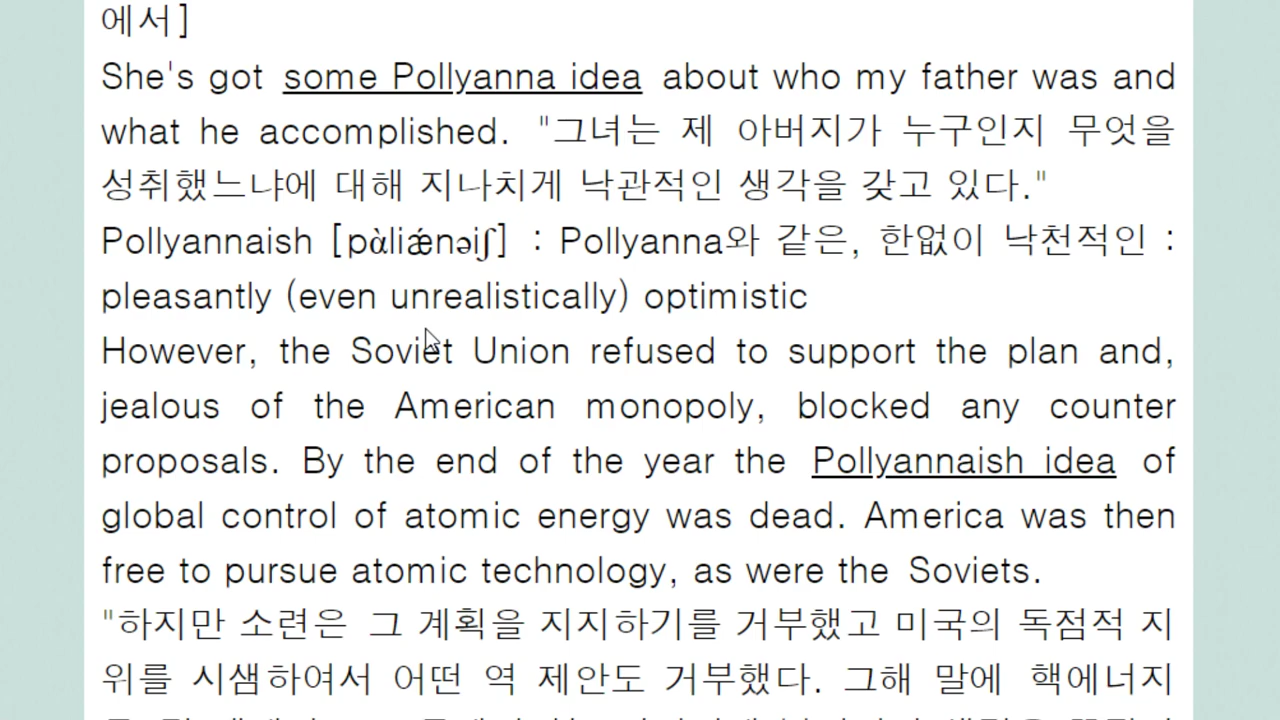 에서]
She's got some Pollyanna idea about who my father was and
what he accomplished. "그녀는 제 아버지가 누구인지 무엇을
성취했느냐에 대해 지나치게 낙관적인 생각을 갖고 있다."
Pollyannaish [pὰliǽnəiʃ] : Pollyanna와 같은, 한없이 낙천적인 :
pleasantly (even unrealistically) optimistic
However, the Soviet Union refused to support the plan and,
jealous of the American monopoly, blocked any counter
proposals. By the end of the year the Pollyannaish idea of
global control of atomic energy was dead. America was then
free to pursue atomic technology, as were the Soviets.
"하지만 소련은 그 계획을 지지하기를 거부했고 미국의 독점적 지
위를 시샘하여서 어떤 역 제안도 거부했다. 그해 말에 핵에너지